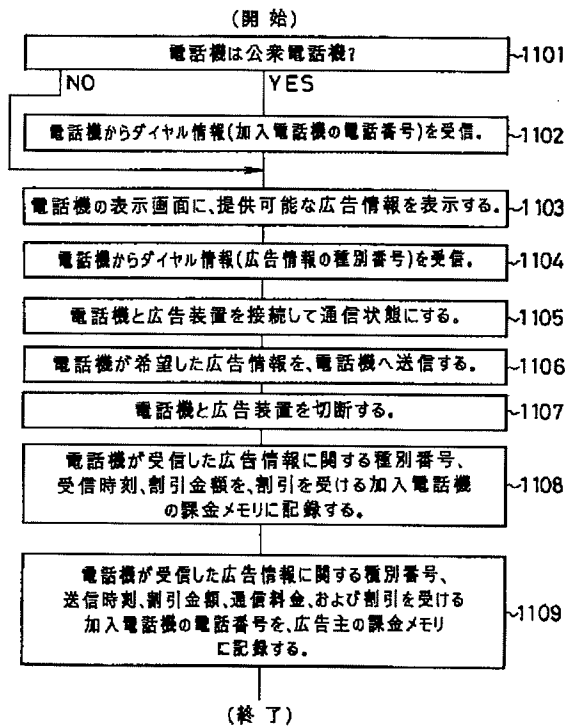 (開始)
電話機は公衆電話機?
1101
NO
YES
電話機からダイヤル情報(加入電話機の電話番号)を受信。
1102
電話機の表示画面に、提供可能な広告情報を表示する。
1103
電話機からダイヤル情報(広告情報の種別番号)を受信。
1104
電話機と広告装置を接続して通信状態にする。
1105
電話機が希望した広告情報を、電話機へ送信する。
1106
電話機と広告装置を切断する。
1107
電話機が受信した広告情報に関する種別番号、
受信時刻、割引金額を、割引を受ける加入電話機
の課金メモリに記録する。
1108
電話機が受信した広告情報に関する種別番号、
送信時刻、割引金額、通信料金、および割引を受ける
加入電話機の電話番号を、広告主の課金メモリ
に記録する。
1109
(終了)